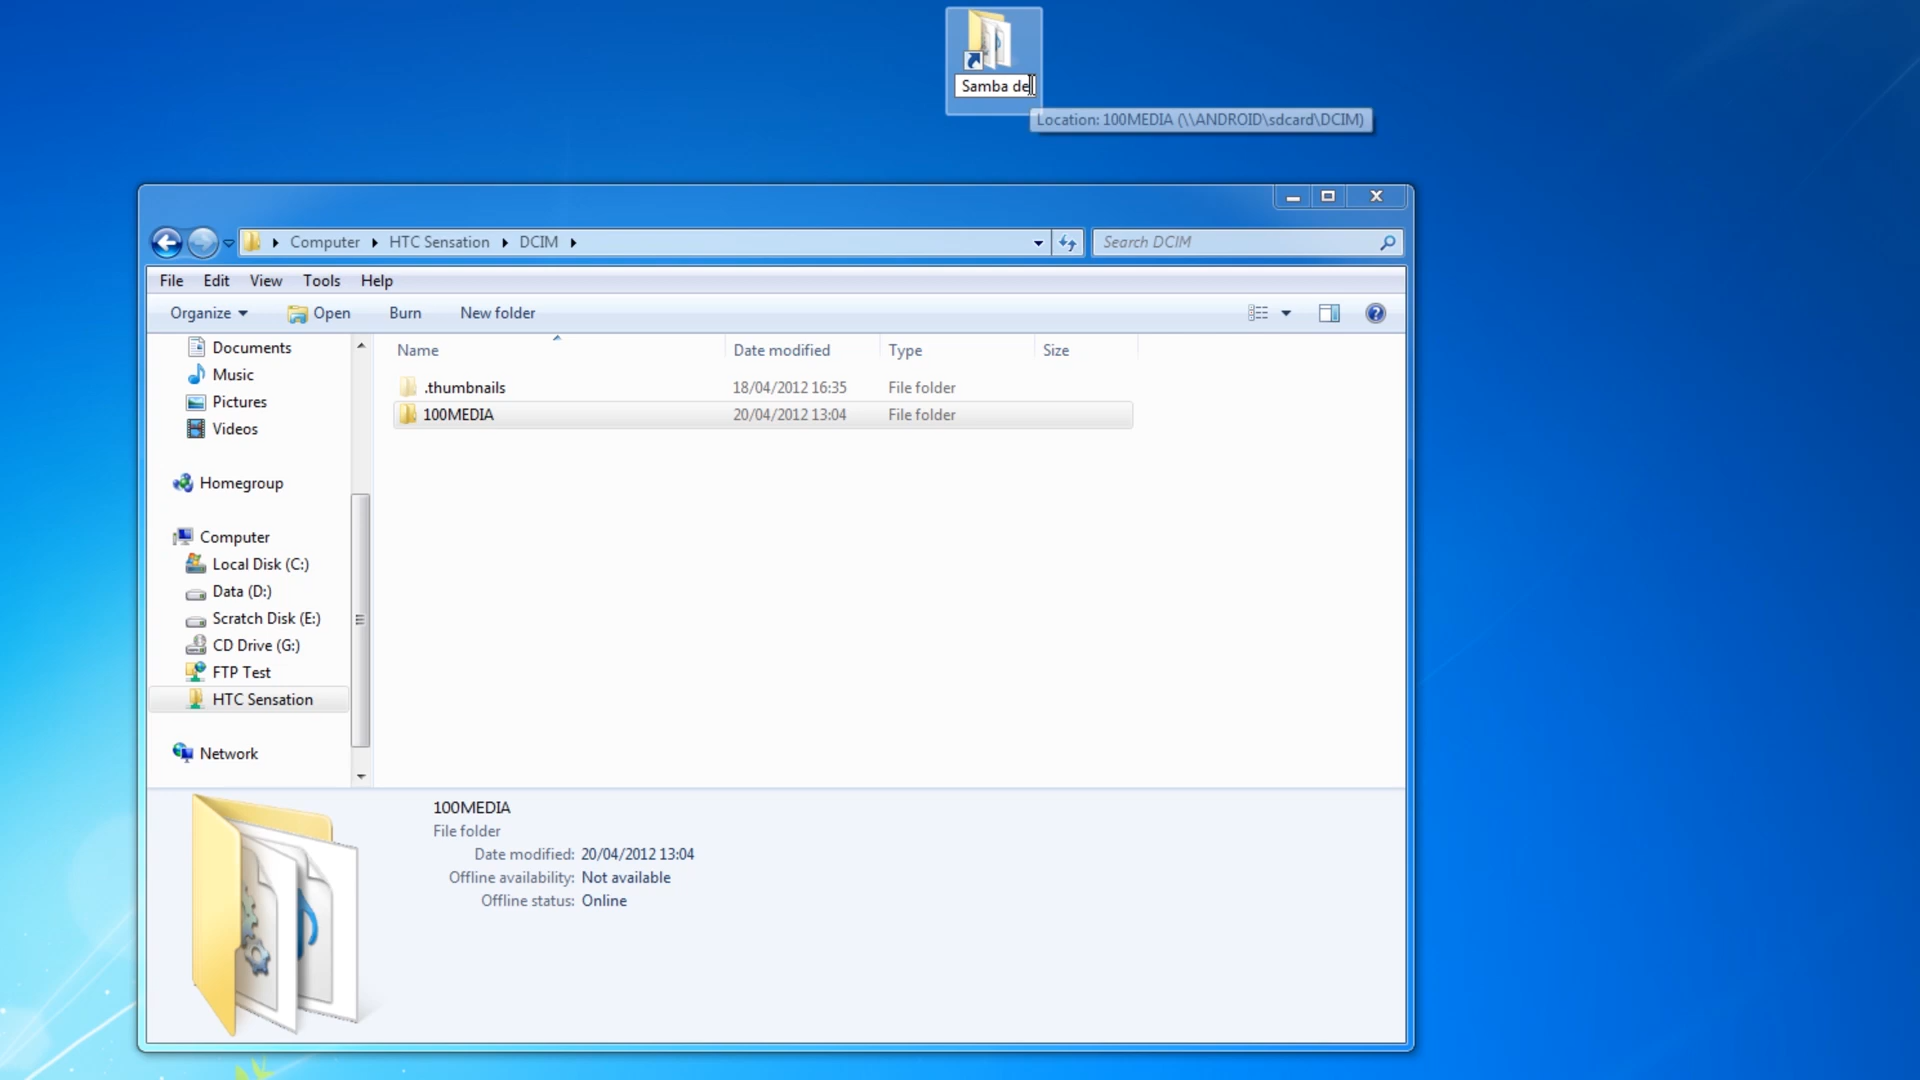 Samba de
Location: 100MEDIA (\\ANDROID\sdcard\DCIM)
Computer HTC Sensation DCIM
Search DCIM
File Edit View Tools Help
Organize Open Burn New folder
Name Date modified Type Size
Documents
Music
Pictures
Videos
Homegroup
Computer
Local Disk (C:)
Data (D:)
Scratch Disk (E:)
CD Drive (G:)
FTP Test
HTC Sensation
Network
.thumbnails 18/04/2012 16:35 File folder
100MEDIA 20/04/2012 13:04 File folder
100MEDIA
File folder
Date modified: 20/04/2012 13:04
Offline availability: Not available
Offline status: Online